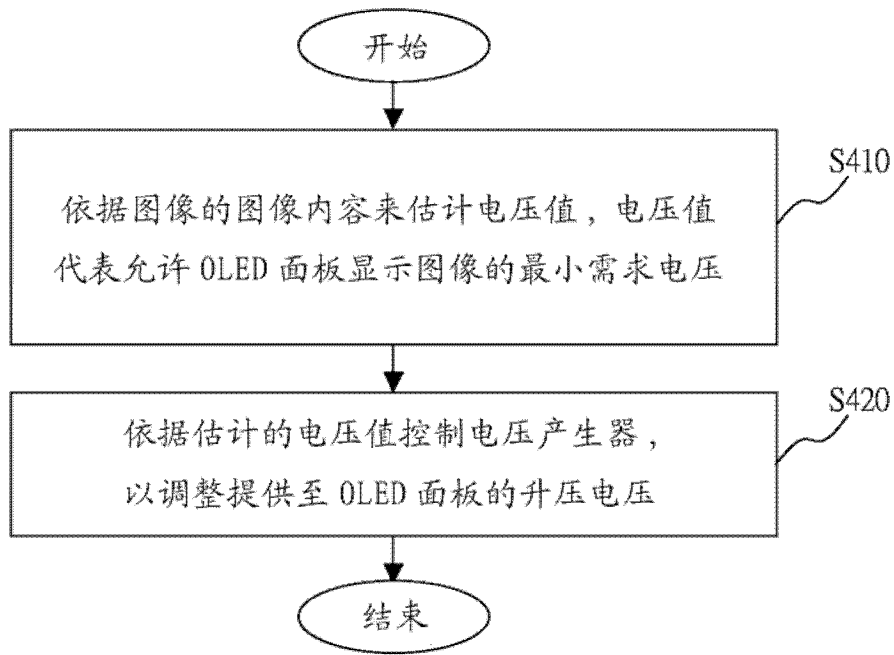 开始
S410
依据图像的图像内容来估计电压值，电压值
代表允许 OLED 面板显示图像的最小需求电压
S420
依据估计的电压值控制电压产生器，
以调整提供至 OLED 面板的升压电压
结束